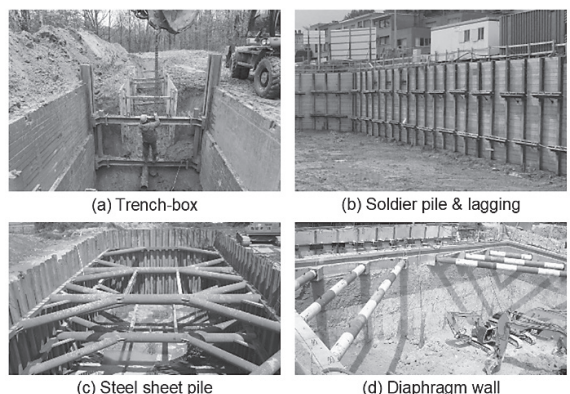 (a) Trench-box
(b) Soldier pile & lagging
(c) Steel sheet pile
(d) Diaphragm wall